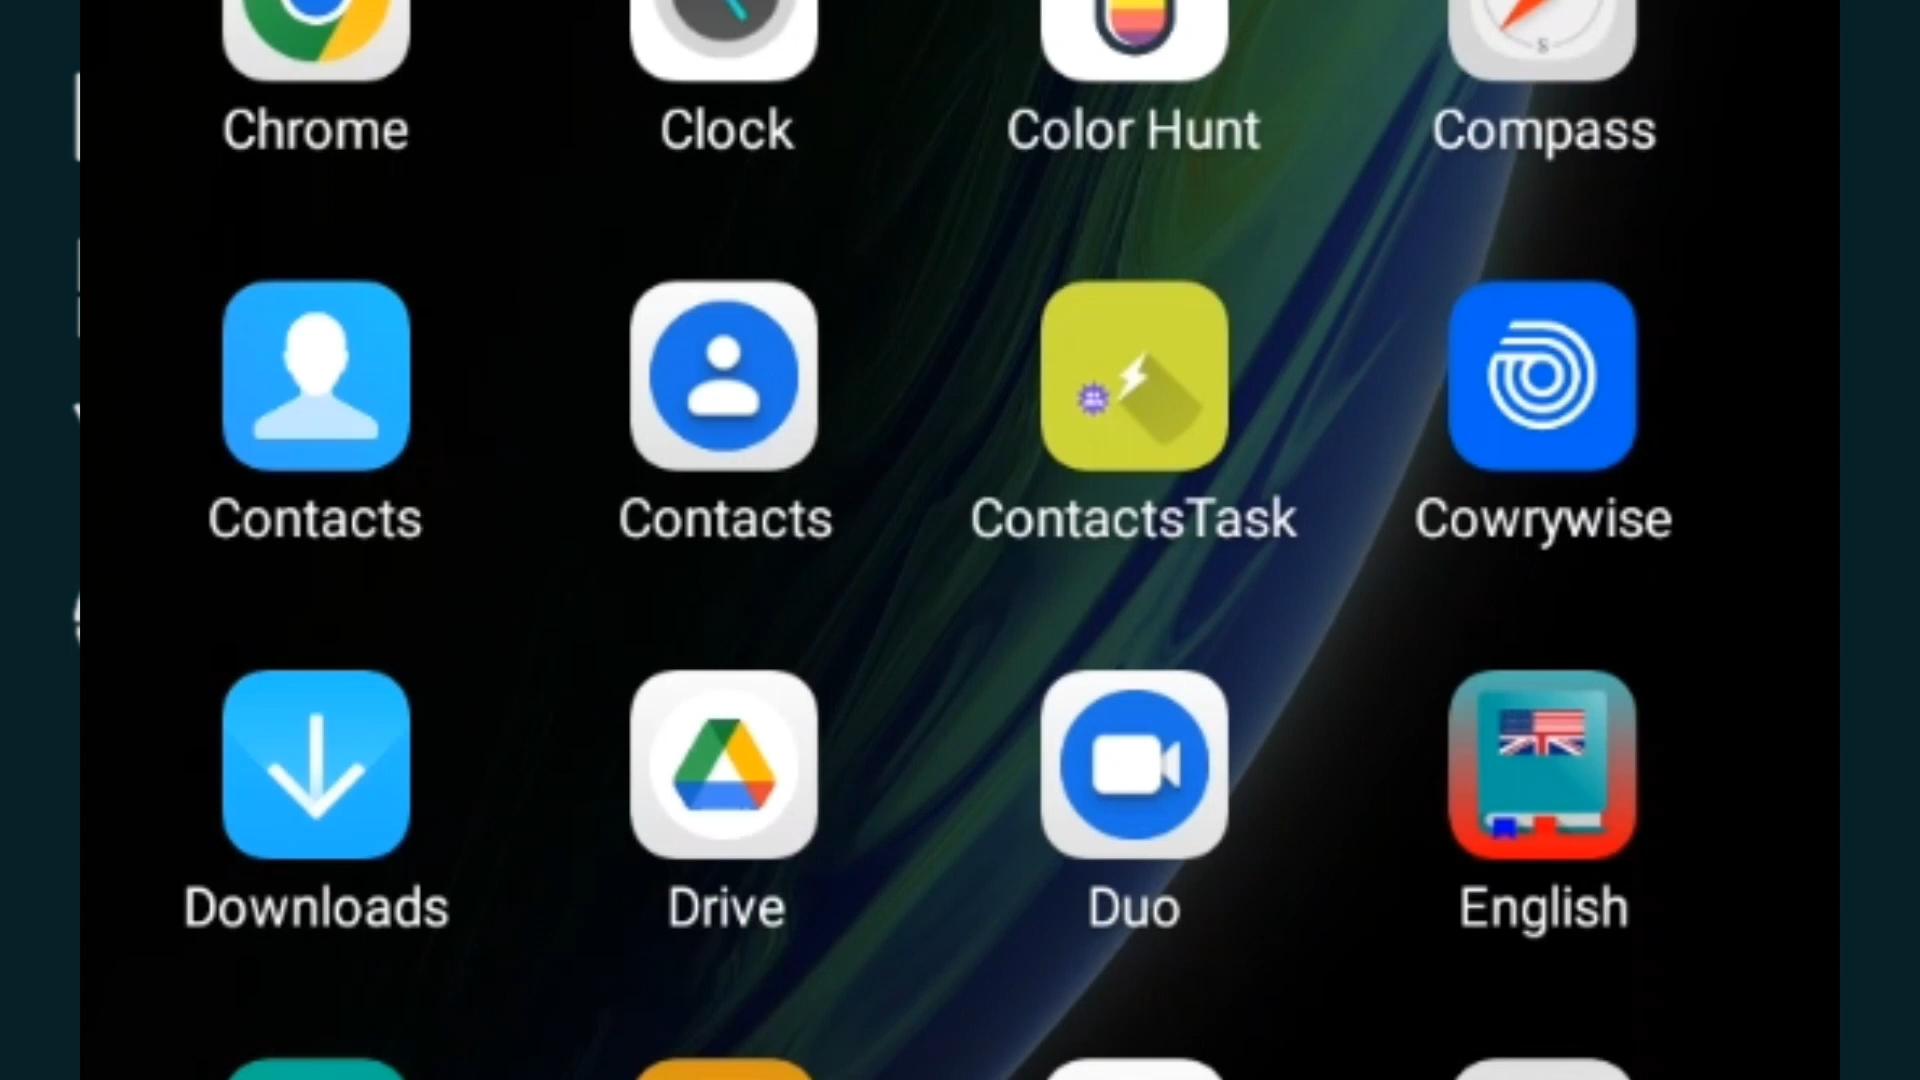 Chrome
Clock
Color Hunt
Compass
S
Contacts
Contacts
ContactsTask
Cowrywise
Downloads
Drive
Duo
English